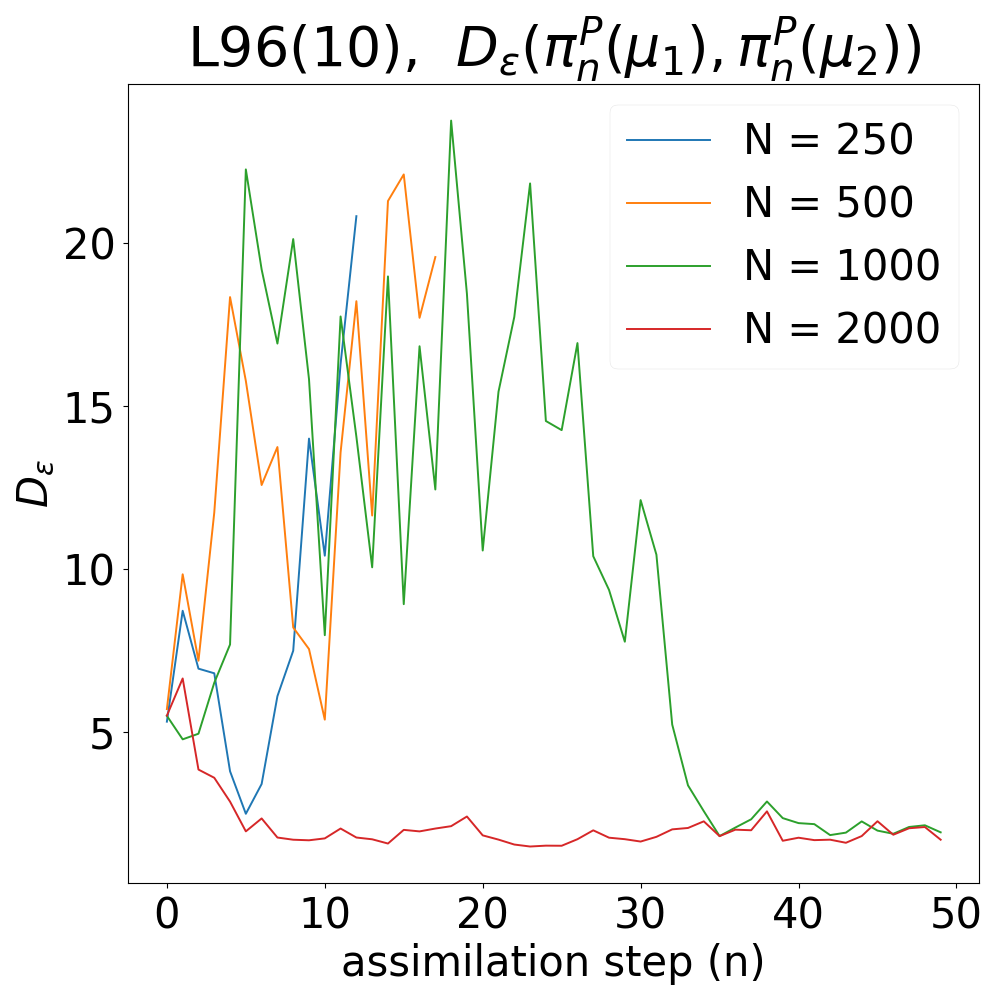 L96(10), D_ε(π_n^P(μ_1), π_n^P(μ_2))
N = 250
N = 500
N = 1000
N = 2000
20
15
10
5
D_ε
0 10 20 30 40 50
assimilation step (n)